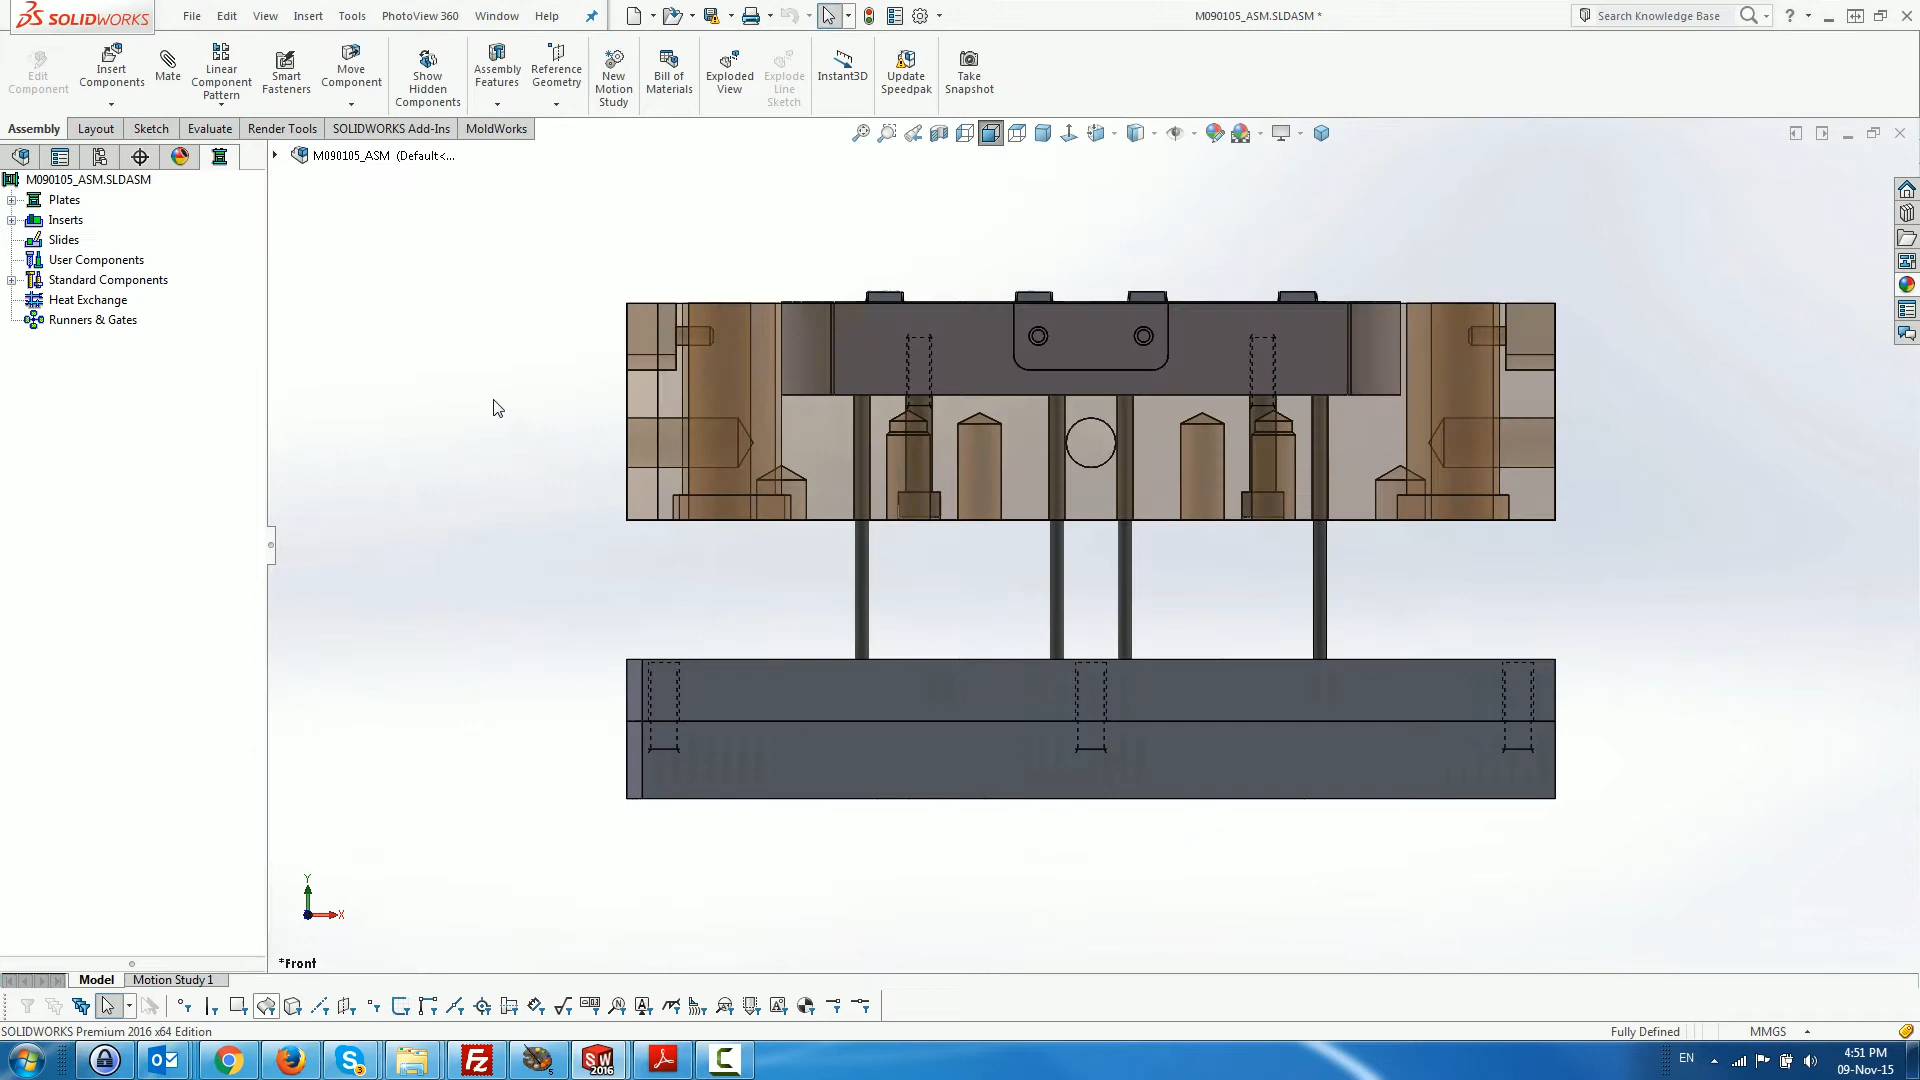 SOLIDWORKS
File Edit View Insert Tools PhotoView 360 Window Help
M090105_ASM.SLDASM *
Search Knowledge Base
Edit Component
Insert Components
Mate
Linear Component Pattern
Smart Fasteners
Move Component
Show Hidden Components
Assembly Features
Reference Geometry
New Motion Study
Bill of Materials
Exploded View
Explode Line Sketch
Instant3D
Update Speedpak
Take Snapshot
Assembly Layout Sketch Evaluate Render Tools SOLIDWORKS Add-Ins MoldWorks
M090105_ASM (Default<...
M090105_ASM.SLDASM
Plates
Inserts
Slides
User Components
Standard Components
Heat Exchange
Runners & Gates
Y
X
*Front
Model Motion Study 1
SOLIDWORKS Premium 2016 x64 Edition
Fully Defined MMGS
EN
4:51 PM
09-Nov-15
SW 2016